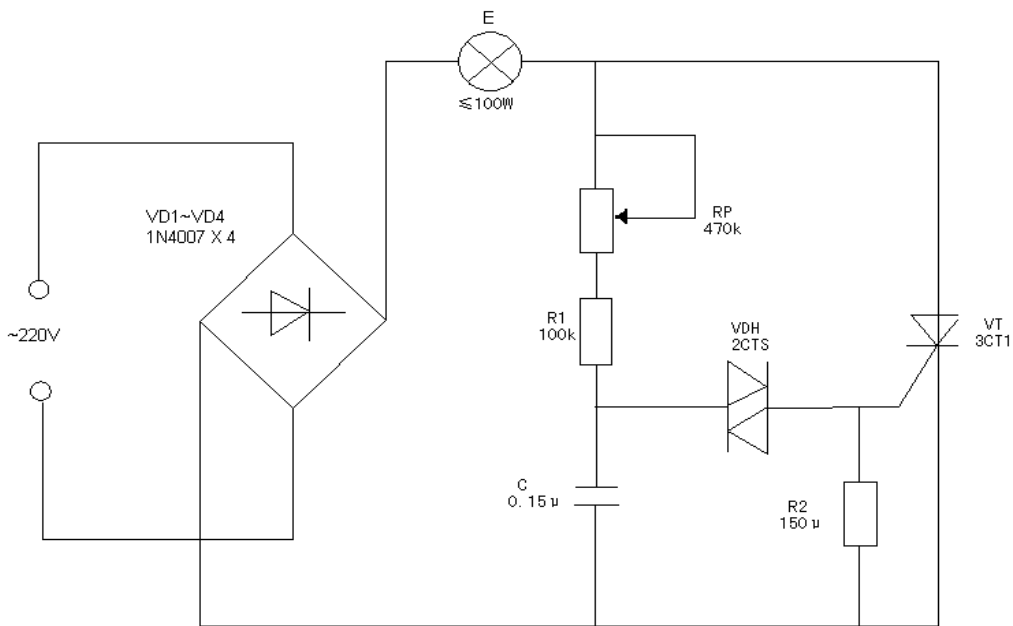 E
≤100W
VD1~VD4
1N4007 X 4
~220V
RP
470k
R1
100k
VDH
2CTS
VT
3CT1
C
0.15μ
R2
150μ